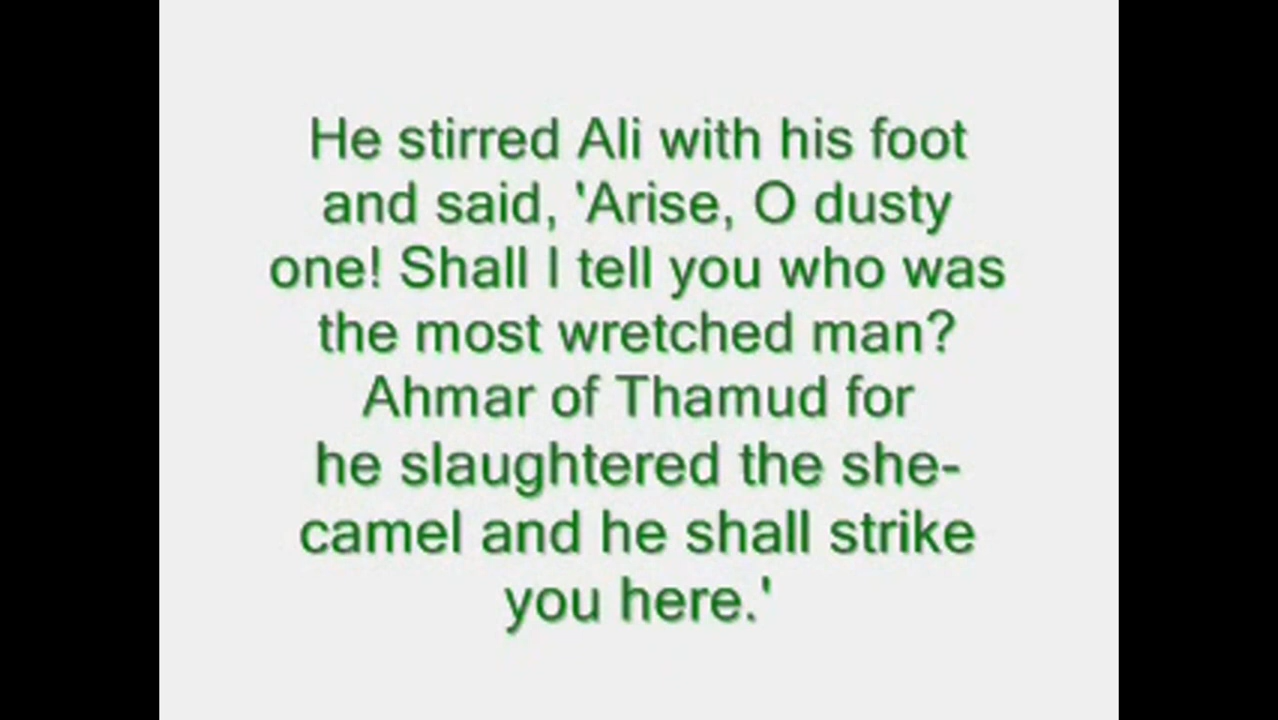 He stirred Ali with his foot
and said, 'Arise, O dusty
one! Shall I tell you who was
the most wretched man?
Ahmar of Thamud for
he slaughtered the she-
camel and he shall strike
you here.'